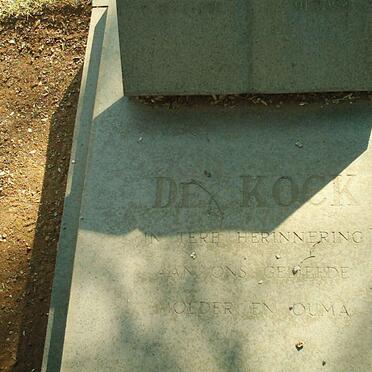 DE KOCK
IN TERE HERINNERING
AAN ONS GELIEFDE
MOEDER EN OUMA